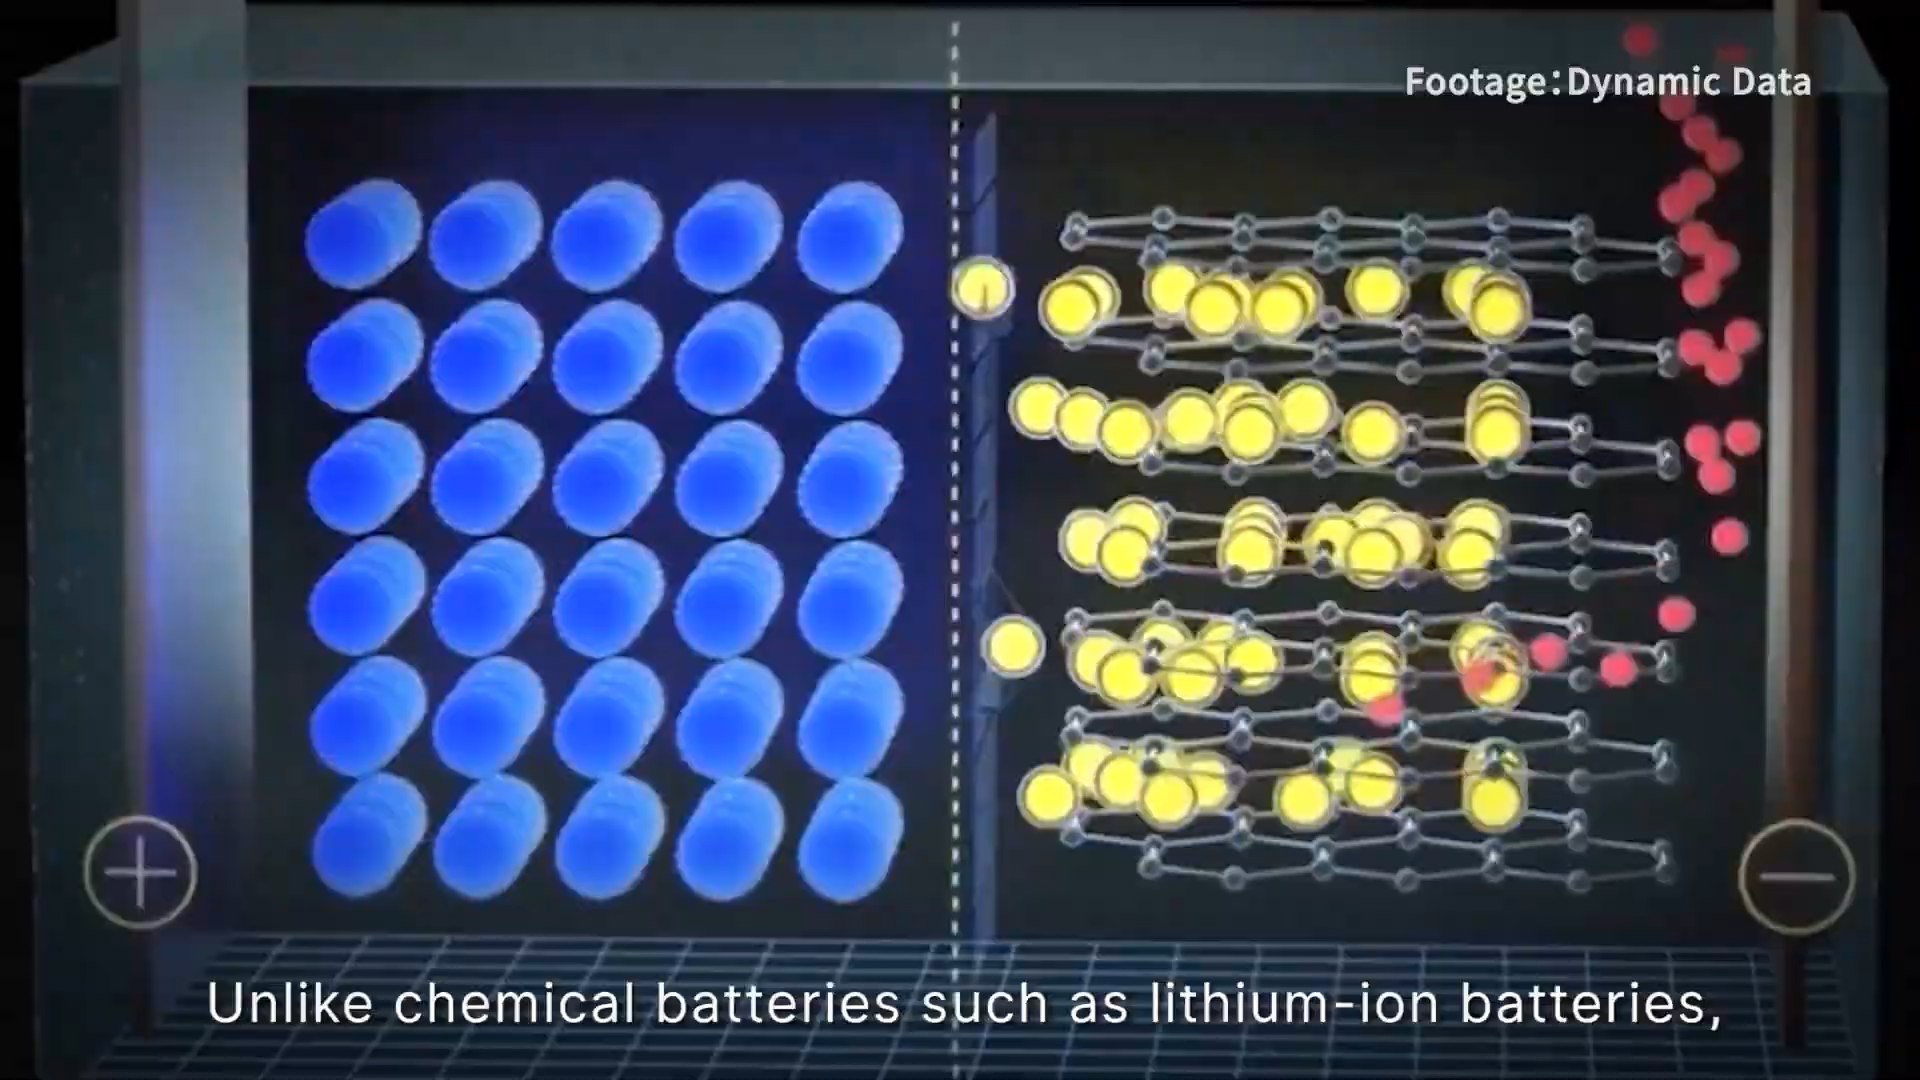 Footage:Dynamic Data
+
−
Unlike chemical batteries such as lithium-ion batteries,